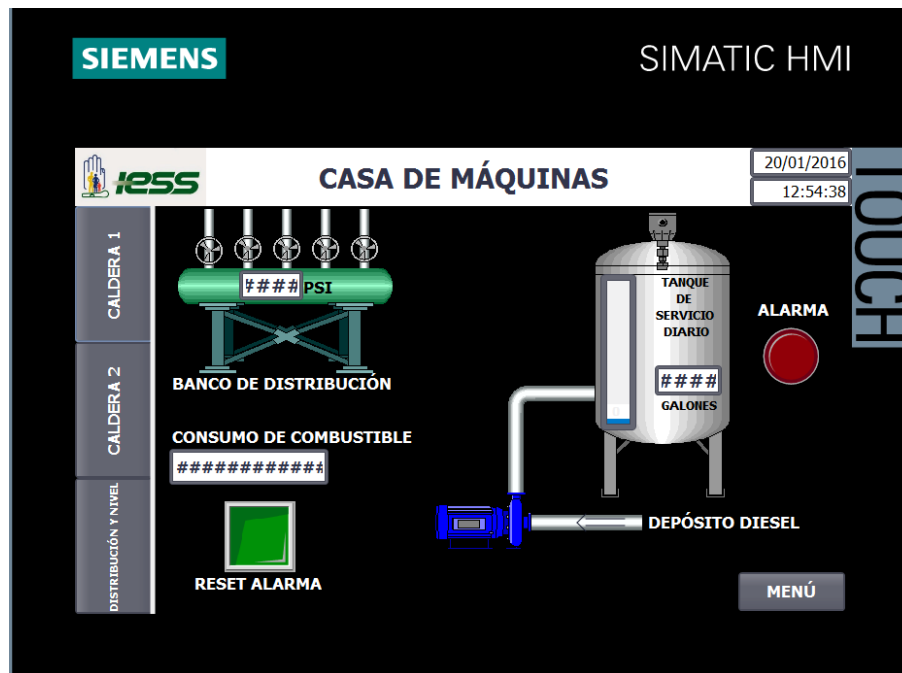 SIEMENS
SIMATIC HMI
TOUCH
iess
CASA DE MÁQUINAS
20/01/2016
12:54:38
CALDERA 1
CALDERA 2
DISTRIBUCIÓN Y NIVEL
#### PSI
BANCO DE DISTRIBUCIÓN
CONSUMO DE COMBUSTIBLE
############
RESET ALARMA
TANQUE
DE
SERVICIO
DIARIO
####
GALONES
0
ALARMA
DEPÓSITO DIESEL
MENÚ